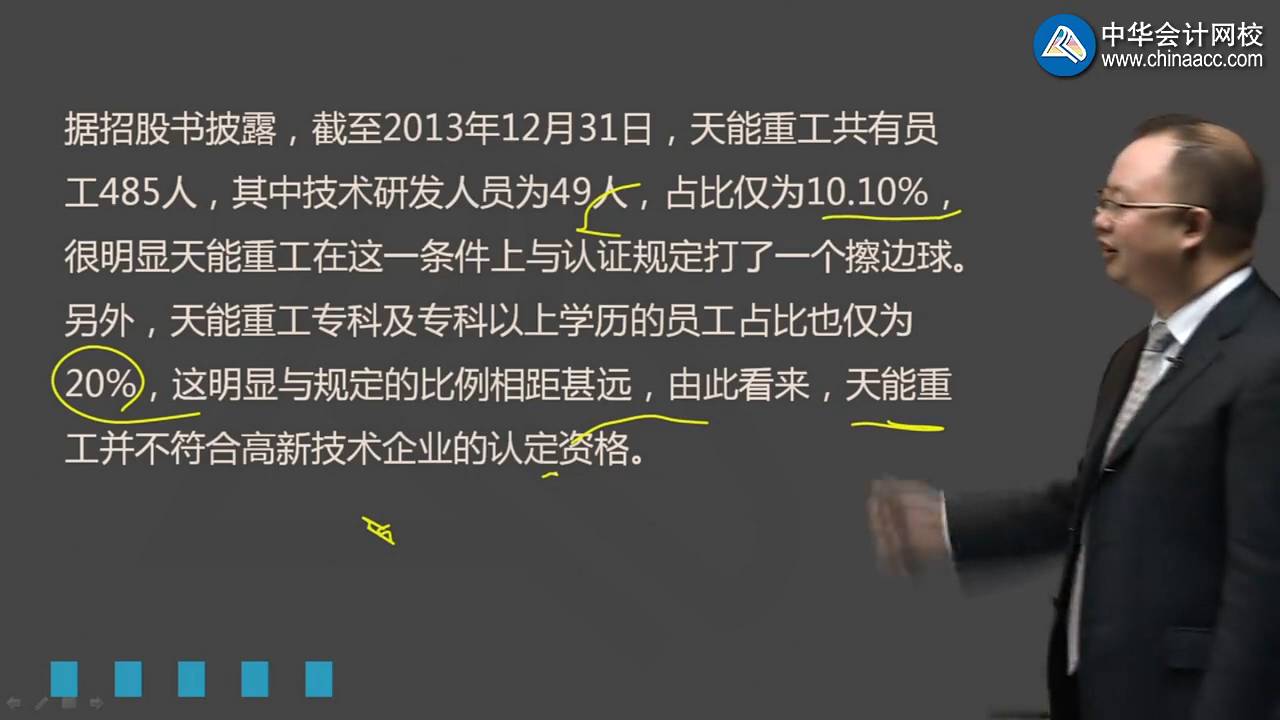 中华会计网校
www.chinaacc.com
据招股书披露，截至2013年12月31日，天能重工共有员
工485人，其中技术研发人员为49人，占比仅为10.10%，
很明显天能重工在这一条件上与认证规定打了一个擦边球。
另外，天能重工专科及专科以上学历的员工占比也仅为
20%，这明显与规定的比例相距甚远，由此看来，天能重
工并不符合高新技术企业的认定资格。